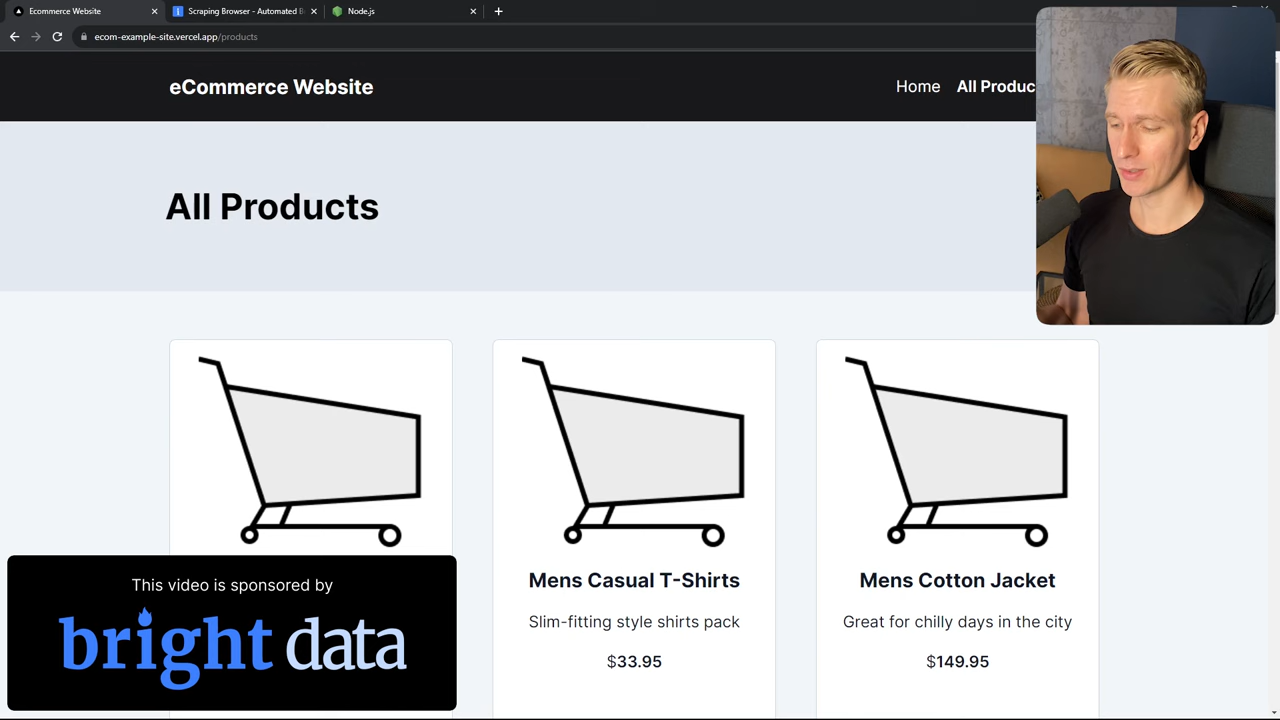 Ecommerce Website
Scraping Browser - Automated B
Node.js
ecom-example-site.vercel.app/products
eCommerce Website
Home
All Produc
All Products
This video is sponsored by
bright data
Mens Casual T-Shirts
Slim-fitting style shirts pack
$33.95
Mens Cotton Jacket
Great for chilly days in the city
$149.95